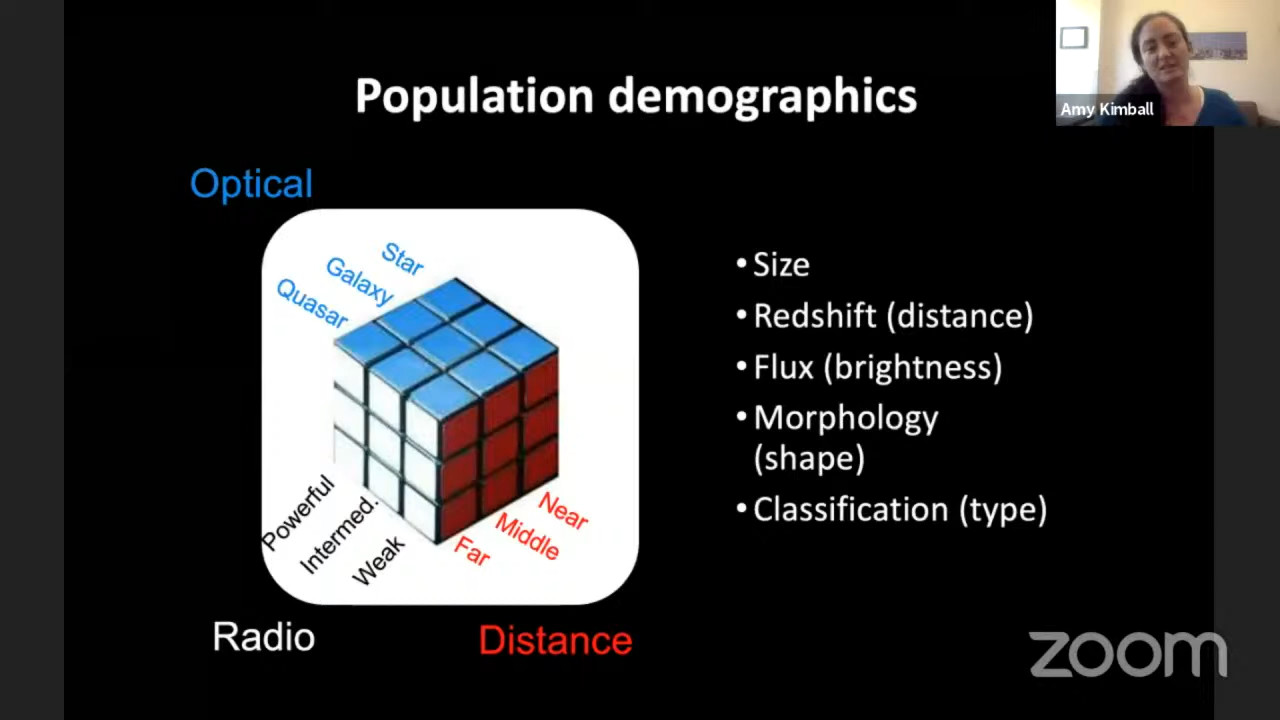 Population demographics
Amy Kimball
Optical
Star
Galaxy
Quasar
Powerful
Intermed.
Weak
Near
Middle
Far
Radio
Distance
• Size
• Redshift (distance)
• Flux (brightness)
• Morphology
(shape)
• Classification (type)
zoom